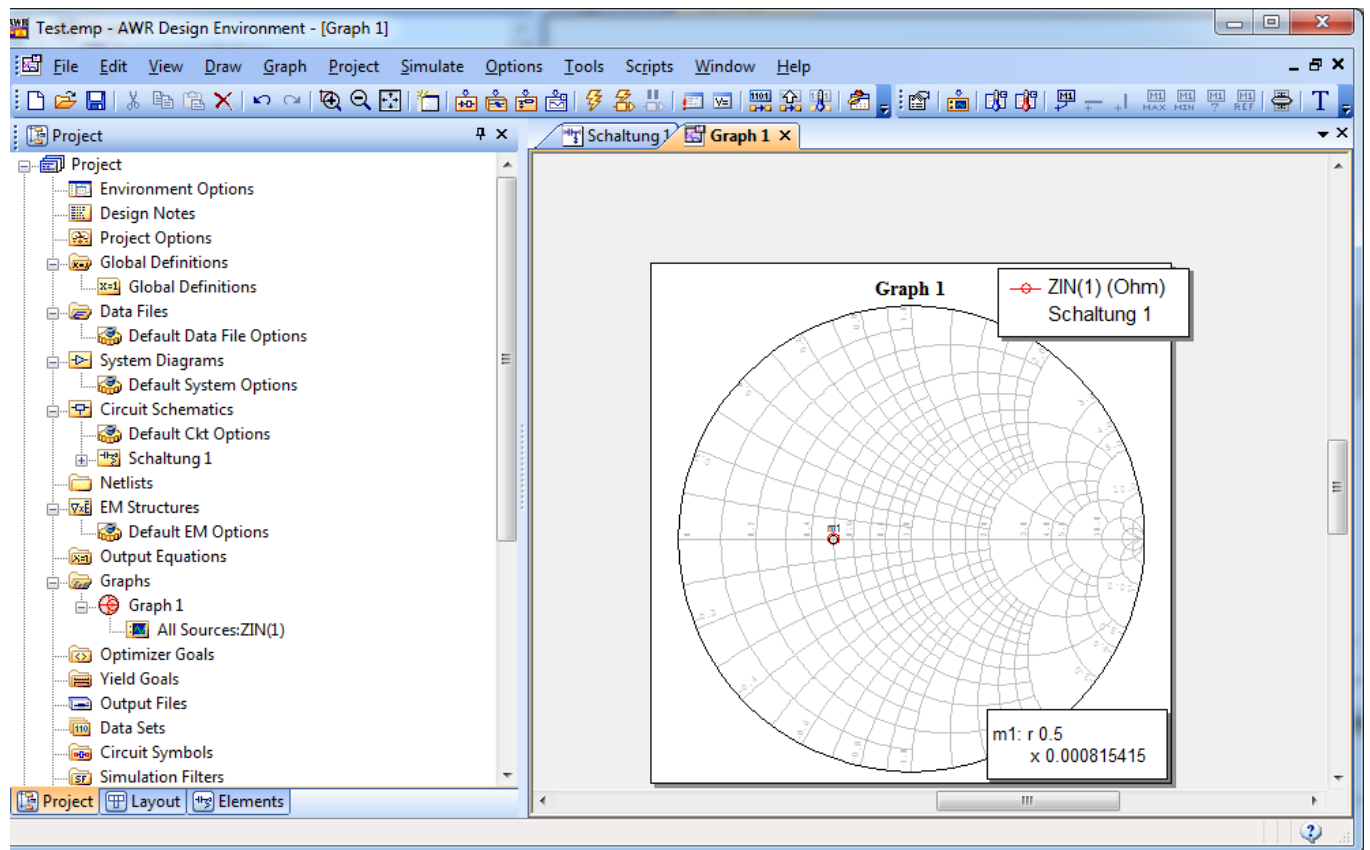 Test.emp - AWR Design Environment - [Graph 1]
File Edit View Draw Graph Project Simulate Options Tools Scripts Window Help
Project
Schaltung 1
Graph 1
Project
Environment Options
Design Notes
Project Options
Global Definitions
Global Definitions
Data Files
Default Data File Options
System Diagrams
Default System Options
Circuit Schematics
Default Ckt Options
Schaltung 1
Netlists
EM Structures
Default EM Options
Output Equations
Graphs
Graph 1
All Sources:ZIN(1)
Optimizer Goals
Yield Goals
Output Files
Data Sets
Circuit Symbols
Simulation Filters
Project Layout Elements
Graph 1
ZIN(1) (Ohm)
Schaltung 1
m1
m1: r 0.5
x 0.000815415